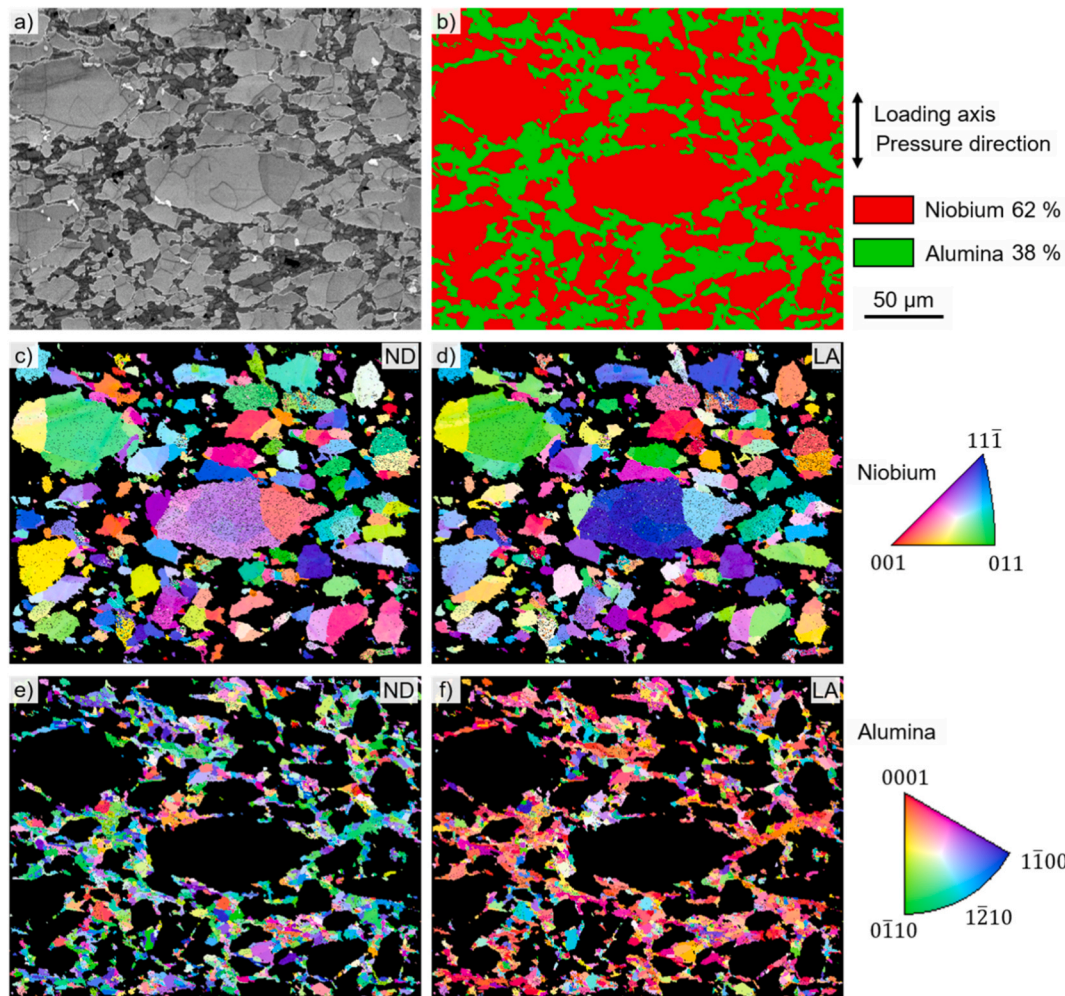 a)
b)
Loading axis
Pressure direction
Niobium 62 %
Alumina 38 %
50 µm
c)
ND
d)
LA
Niobium
111̅
001
011
e)
ND
f)
LA
Alumina
0001
11̅00
12̅10
01̅10